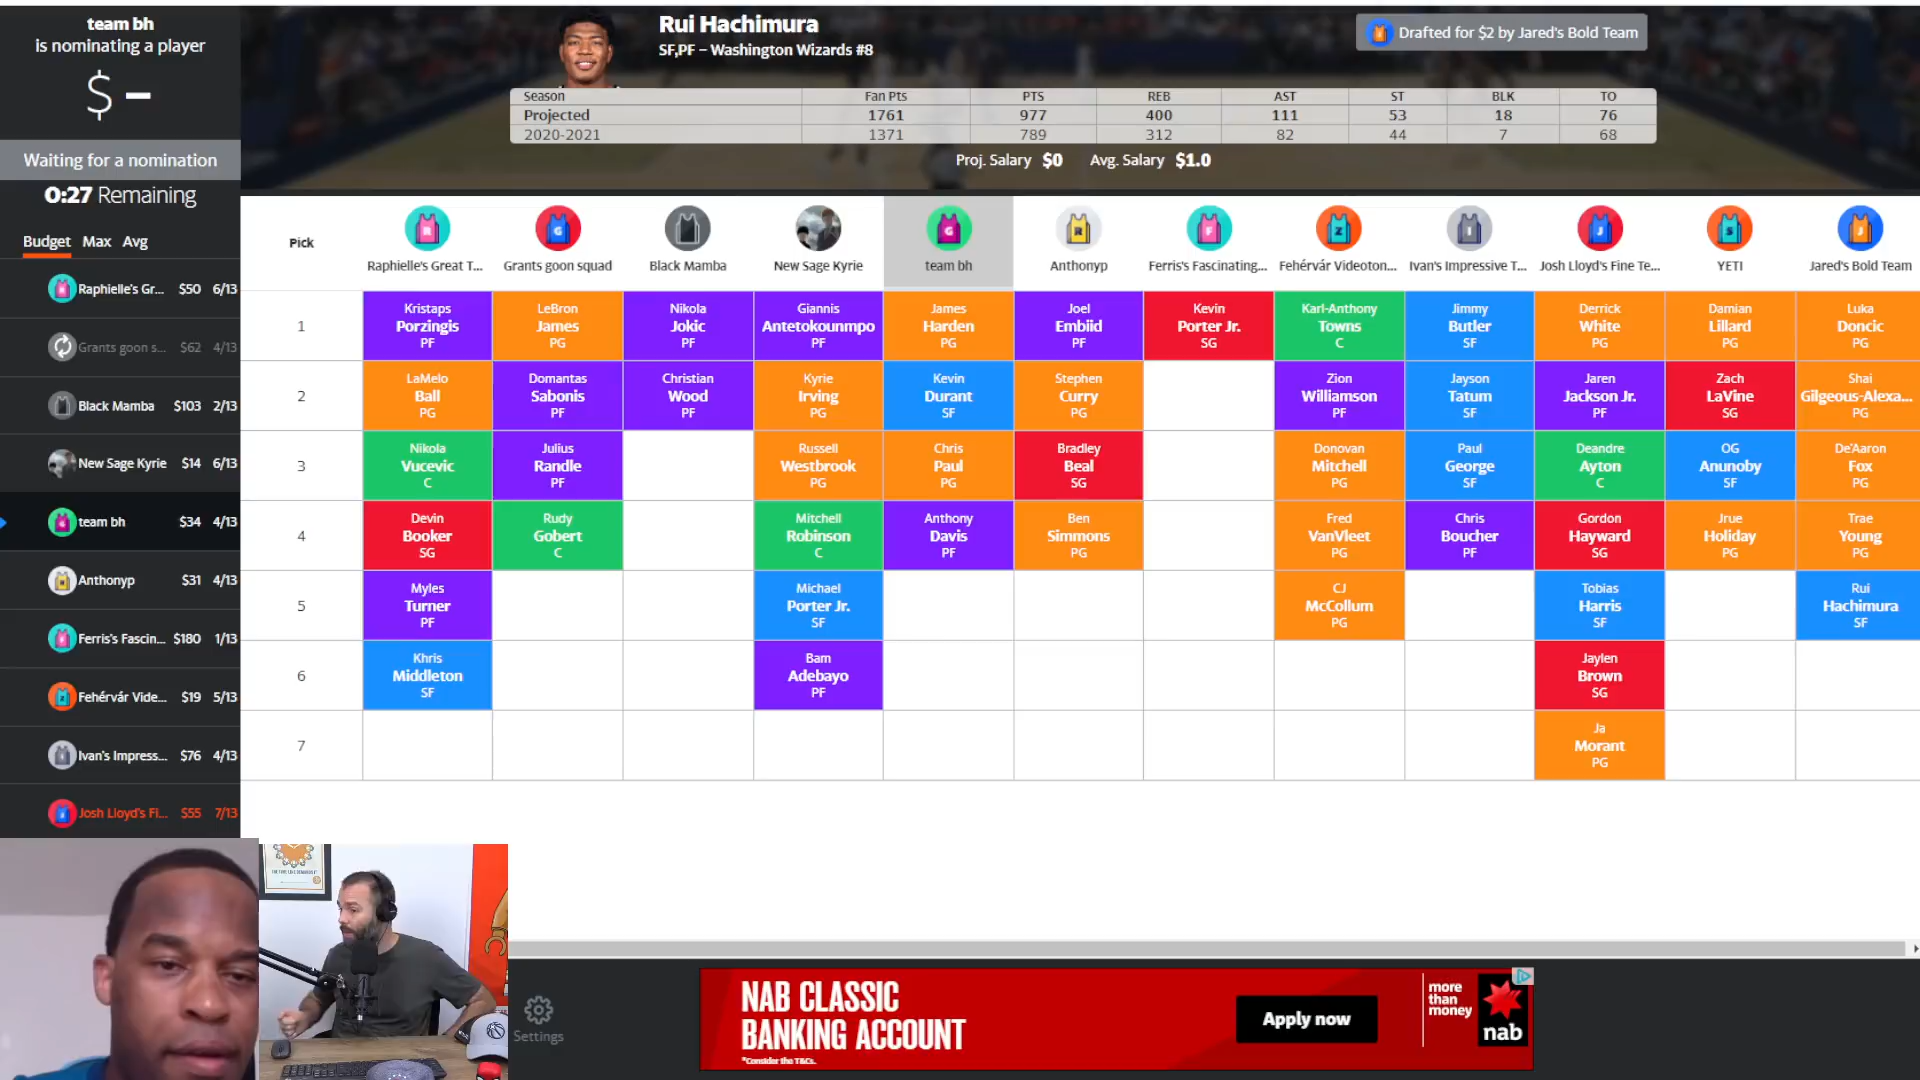 team bh
is nominating a player
$ –
Waiting for a nomination
0:27 Remaining
Budget Max Avg
Raphielle's Gr... $50 6/13
Grants goon s... $62 4/13
Black Mamba $103 2/13
New Sage Kyrie $14 6/13
team bh $34 4/13
Anthonyp $31 4/13
Ferris's Fascin... $180 1/13
Fehérvár Vide... $19 5/13
Ivan's Impress... $76 4/13
Josh Lloyd's Fi... $55 7/13
Rui Hachimura
SF,PF – Washington Wizards #8
Drafted for $2 by Jared's Bold Team
Season Fan Pts PTS REB AST ST BLK TO
Projected 1761 977 400 111 53 18 76
2020-2021 1371 789 312 82 44 7 68
Proj. Salary $0 Avg. Salary $1.0
Pick Raphielle's Great T... Grants goon squad Black Mamba New Sage Kyrie team bh Anthonyp Ferris's Fascinating... Fehérvár Videoton... Ivan's Impressive T... Josh Lloyd's Fine Te... YETI Jared's Bold Team
Kristaps LeBron Nikola Giannis James Joel Kevin Karl-Anthony Jimmy Derrick Damian Luka
1 Porzingis James Jokic Antetokounmpo Harden Embiid Porter Jr. Towns Butler White Lillard Doncic
PF PG PF PF PG PF SG C SF PG PG PG
LaMelo Domantas Christian Kyrie Kevin Stephen Zion Jayson Jaren Zach Shai
2 Ball Sabonis Wood Irving Durant Curry Williamson Tatum Jackson Jr. LaVine Gilgeous-Alexa...
PG PF PF PG SF PG PF SF PF SG PG
Nikola Julius Russell Chris Bradley Donovan Paul Deandre OG De'Aaron
3 Vucevic Randle Westbrook Paul Beal Mitchell George Ayton Anunoby Fox
C PF PG PG SG PG SF C SF PG
Devin Rudy Mitchell Anthony Ben Fred Chris Gordon Jrue Trae
4 Booker Gobert Robinson Davis Simmons VanVleet Boucher Hayward Holiday Young
SG C C PF PG PG PF SG PG PG
Myles Michael CJ Tobias Rui
5 Turner Porter Jr. McCollum Harris Hachimura
PF SF PG SF SF
Khris Bam Jaylen
6 Middleton Adebayo Brown
SF PF SG
Ja
7 Morant
PG
Settings
NAB CLASSIC
BANKING ACCOUNT
*Consider the T&Cs.
Apply now
more
than
money
nab